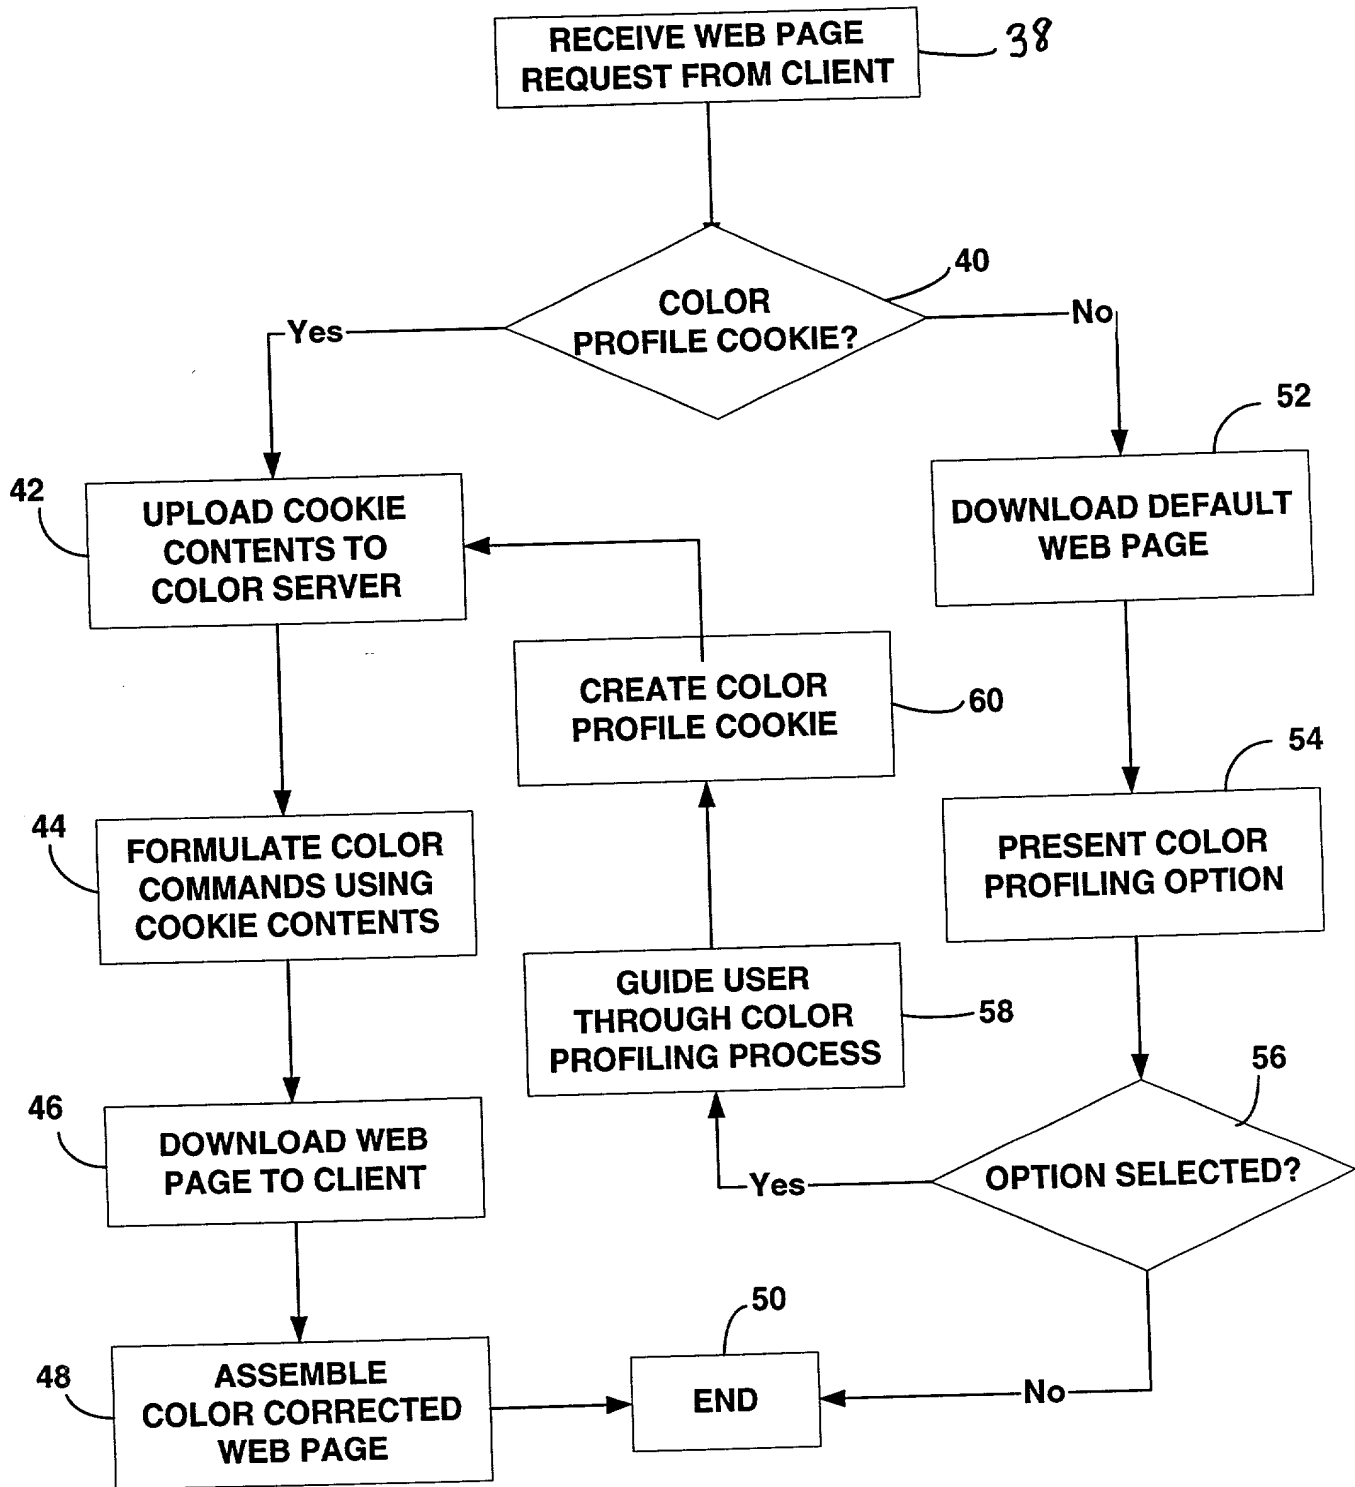 RECEIVE WEB PAGE
REQUEST FROM CLIENT
38
COLOR
PROFILE COOKIE?
40
Yes
No
42
UPLOAD COOKIE
CONTENTS TO
COLOR SERVER
52
DOWNLOAD DEFAULT
WEB PAGE
CREATE COLOR
PROFILE COOKIE
60
54
PRESENT COLOR
PROFILING OPTION
44
FORMULATE COLOR
COMMANDS USING
COOKIE CONTENTS
GUIDE USER
THROUGH COLOR
PROFILING PROCESS
58
56
OPTION SELECTED?
Yes
46
DOWNLOAD WEB
PAGE TO CLIENT
48
ASSEMBLE
COLOR CORRECTED
WEB PAGE
50
END
No